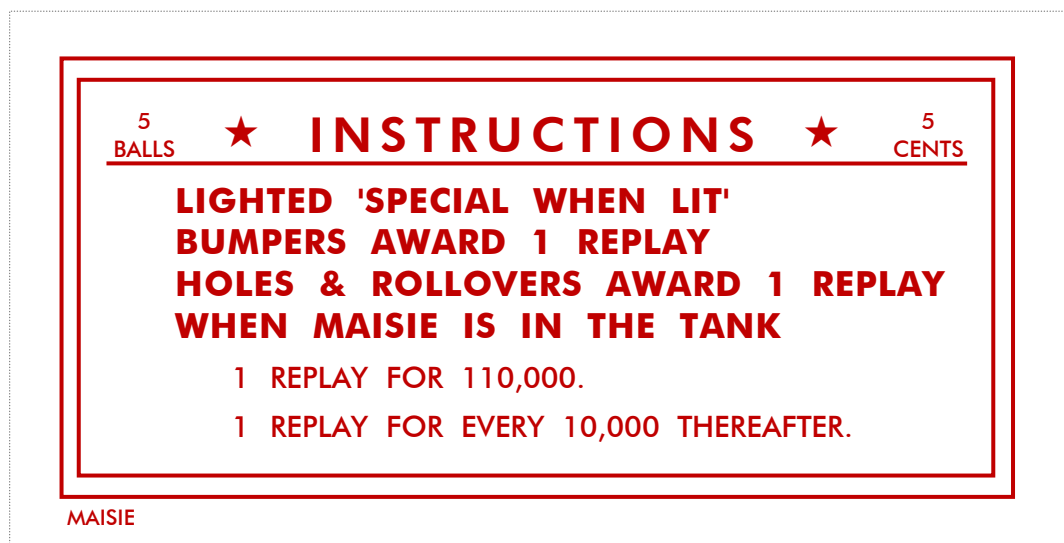 5 ★ INSTRUCTIONS ★ 5
BALLS CENTS
LIGHTED 'SPECIAL WHEN LIT'
BUMPERS AWARD 1 REPLAY
HOLES & ROLLOVERS AWARD 1 REPLAY
WHEN MAISIE IS IN THE TANK
1 REPLAY FOR 110,000.
1 REPLAY FOR EVERY 10,000 THEREAFTER.
MAISIE